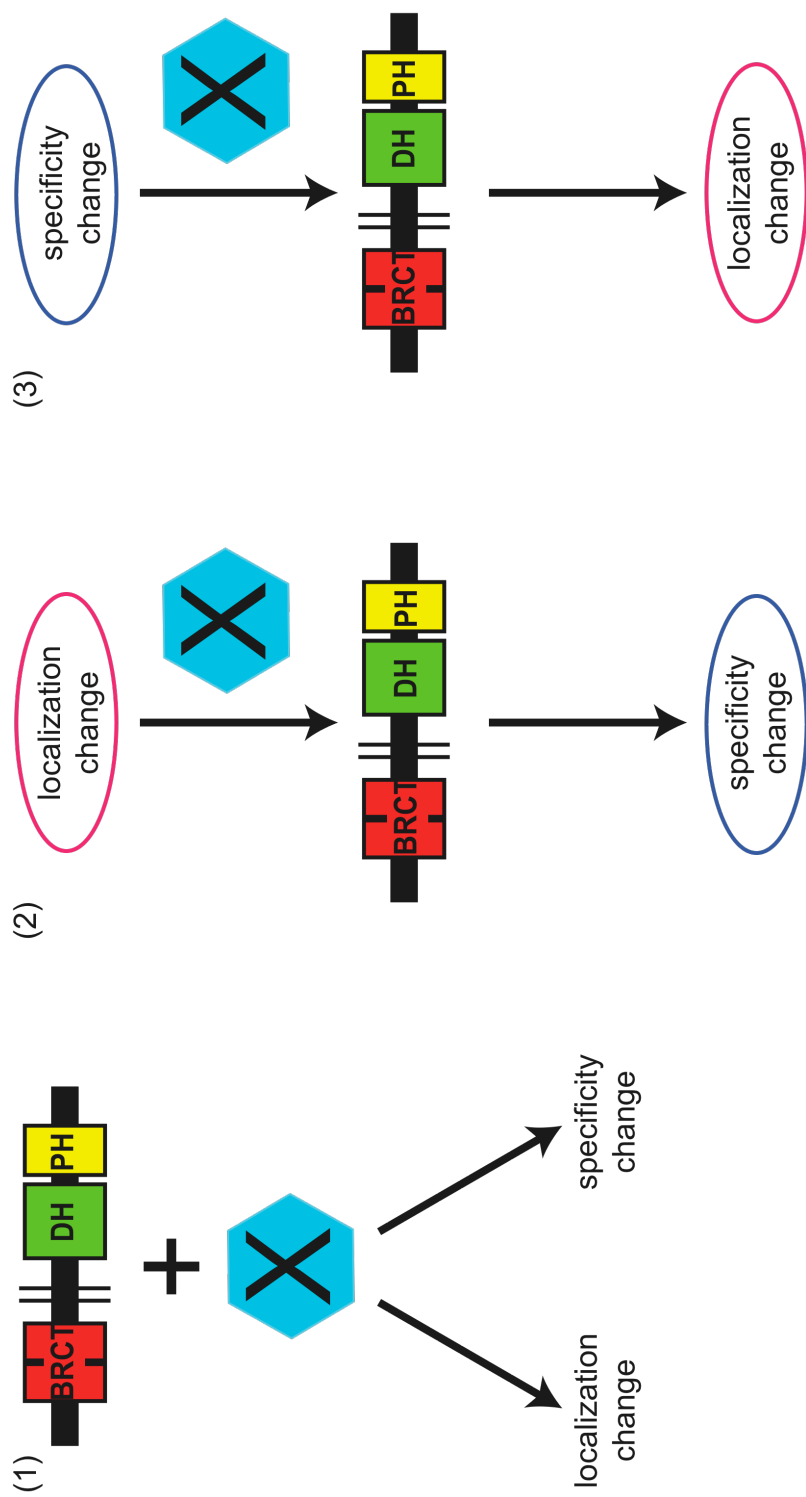 (1)
BRCT DH PH
+
X
localization
change
specificity
change
(2)
localization
change
X
BRCT DH PH
specificity
change
(3)
specificity
change
X
BRCT DH PH
localization
change